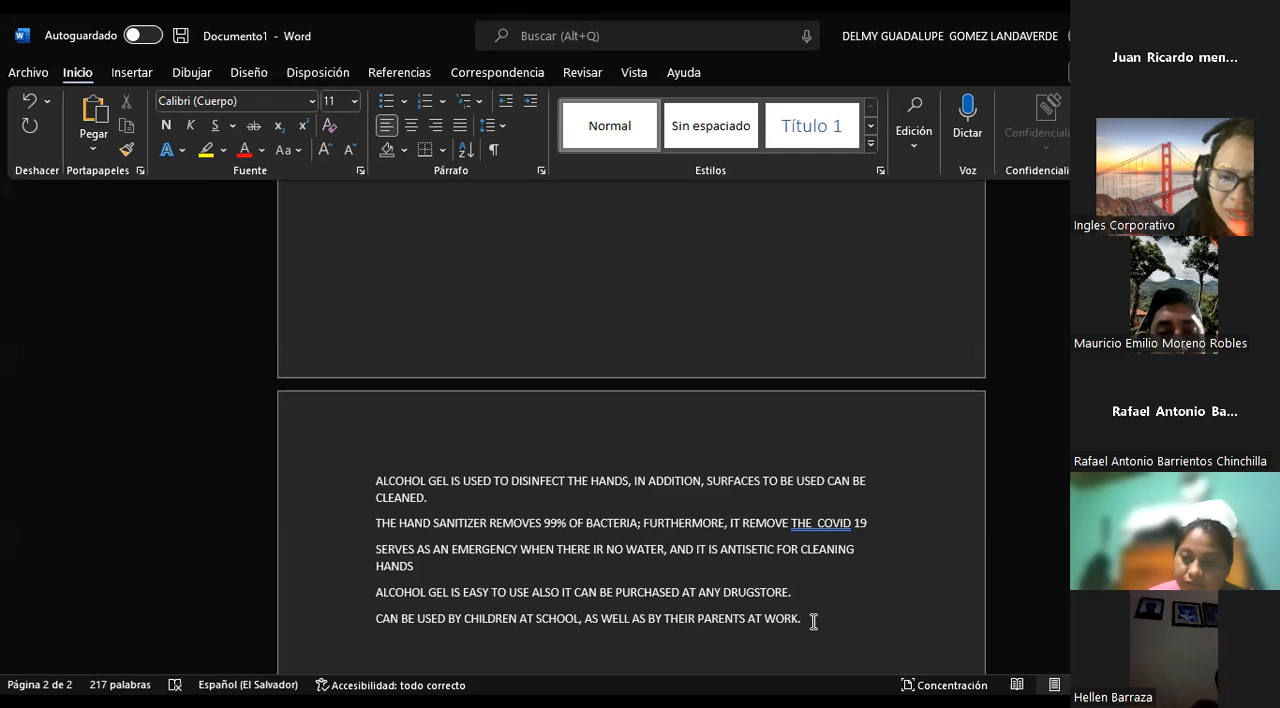 Autoguardado
Documento1 - Word
Buscar (Alt+Q)
DELMY GUADALUPE GOMEZ LANDAVERDE
Archivo Inicio Insertar Dibujar Diseño Disposición Referencias Correspondencia Revisar Vista Ayuda
Calibri (Cuerpo) 11
Pegar
N K S ab x₂ x²
A A Aa A A
Normal
Sin espaciado
Título 1
Edición
Dictar
Confidencialidad
Deshacer Portapapeles Fuente Párrafo Estilos Voz Confidenciali
ALCOHOL GEL IS USED TO DISINFECT THE HANDS, IN ADDITION, SURFACES TO BE USED CAN BE
CLEANED.
THE HAND SANITIZER REMOVES 99% OF BACTERIA; FURTHERMORE, IT REMOVE THE COVID 19
SERVES AS AN EMERGENCY WHEN THERE IR NO WATER, AND IT IS ANTISETIC FOR CLEANING
HANDS
ALCOHOL GEL IS EASY TO USE ALSO IT CAN BE PURCHASED AT ANY DRUGSTORE.
CAN BE USED BY CHILDREN AT SCHOOL, AS WELL AS BY THEIR PARENTS AT WORK.
Página 2 de 2 217 palabras Español (El Salvador) Accesibilidad: todo correcto Concentración
Juan Ricardo men...
Ingles Corporativo
Mauricio Emilio Moreno Robles
Rafael Antonio Ba...
Rafael Antonio Barrientos Chinchilla
Hellen Barraza